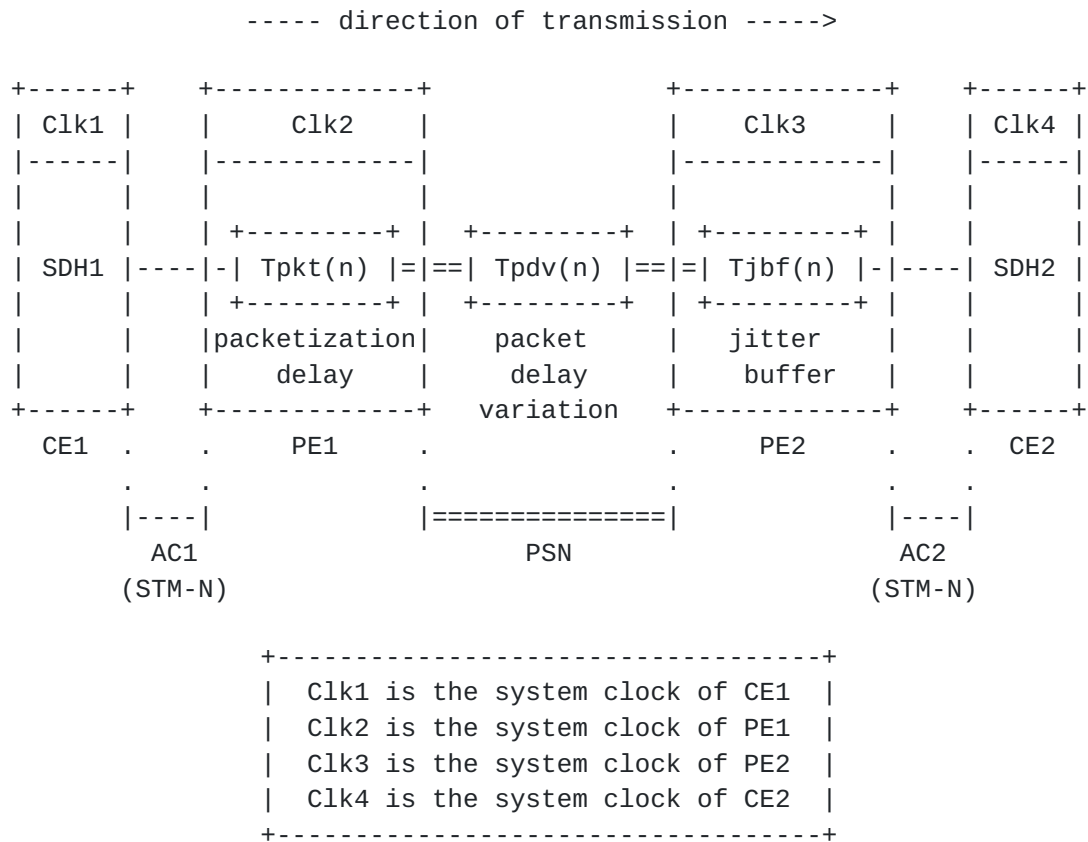 ----- direction of transmission ----->
+------+    +-------------+               +-------------+    +------+
| Clk1 |    |    Clk2     |               |    Clk3     |    | Clk4 |
|------|    |-------------|               |-------------|    |------|
|      |    |             |               |             |    |      |
|      |    | +---------+ |  +---------+  | +---------+ |    |      |
| SDH1 |----|-| Tpkt(n) |=|==| Tpdv(n) |==|=| Tjbf(n) |-|----| SDH2 |
|      |    | +---------+ |  +---------+  | +---------+ |    |      |
|      |    |packetization|    packet     |   jitter    |    |      |
|      |    |    delay    |     delay     |    buffer   |    |      |
+------+    +-------------+   variation   +-------------+    +------+
  CE1  .    .     PE1     .               .     PE2     .    .  CE2
       .    .             .               .             .    .
       |----|             |===============|             |----|
         AC1                     PSN                     AC2
       (STM-N)                                         (STM-N)
+-----------------------------------+
|  Clk1 is the system clock of CE1  |
|  Clk2 is the system clock of PE1  |
|  Clk3 is the system clock of PE2  |
|  Clk4 is the system clock of CE2  |
+-----------------------------------+